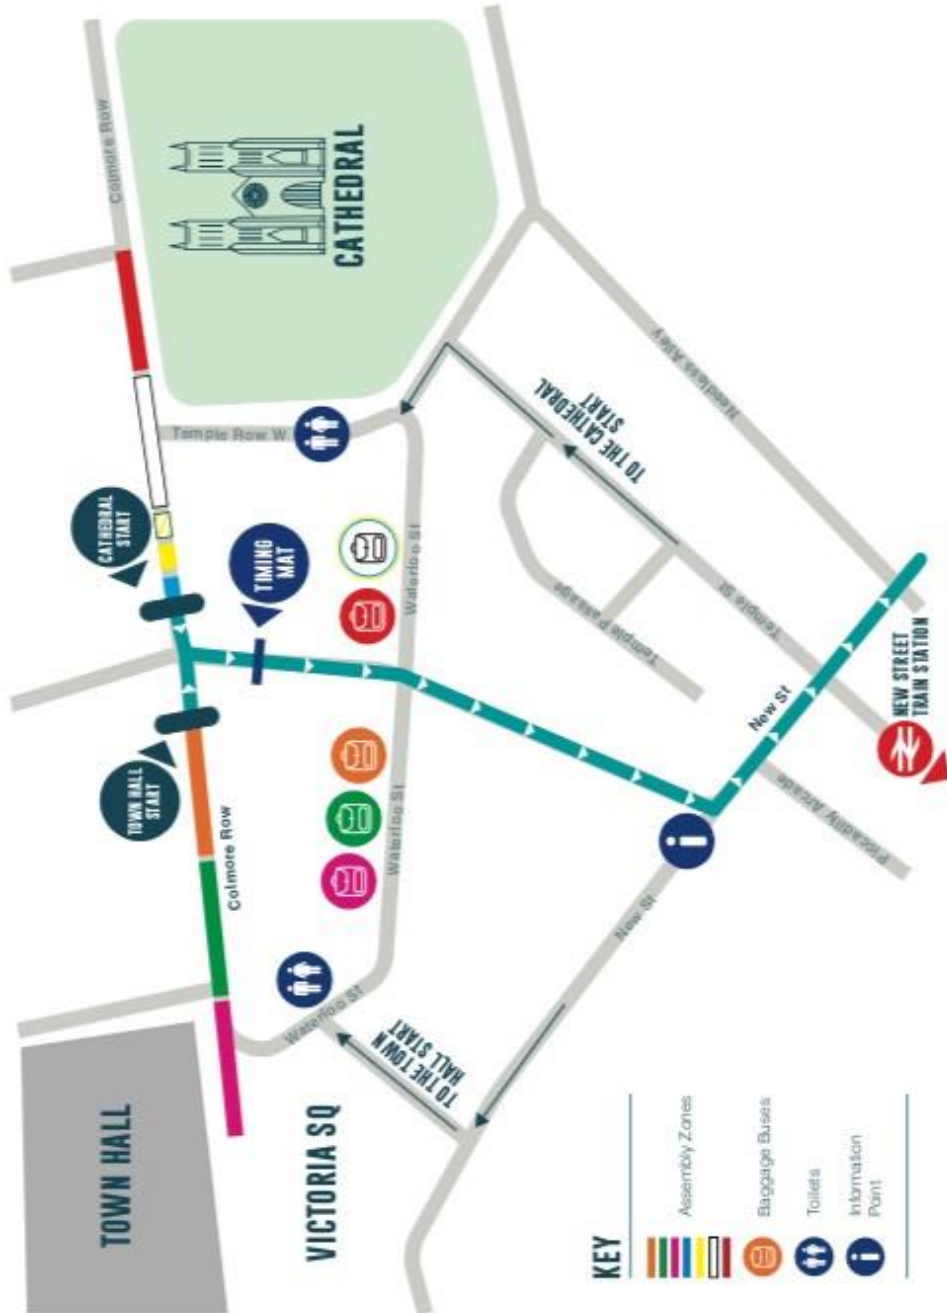 TOWN HALL
VICTORIA SQ
TOWN HALL
START
CATHEDRAL
START
TIMING
MAT
CATHEDRAL
Colmore Row
Colmore Row
Temple Row W
Waterloo St
Waterloo St
Waterloo St
TO THE TOWN
HALL START
TO THE CATHEDRAL
START
Temple Passage
Temple St
Needless Alley
New St
New St
Piccadilly Arcade
NEW STREET
TRAIN STATION
i
KEY
Assembly Zones
Baggage Buses
Toilets
i
Information
Point